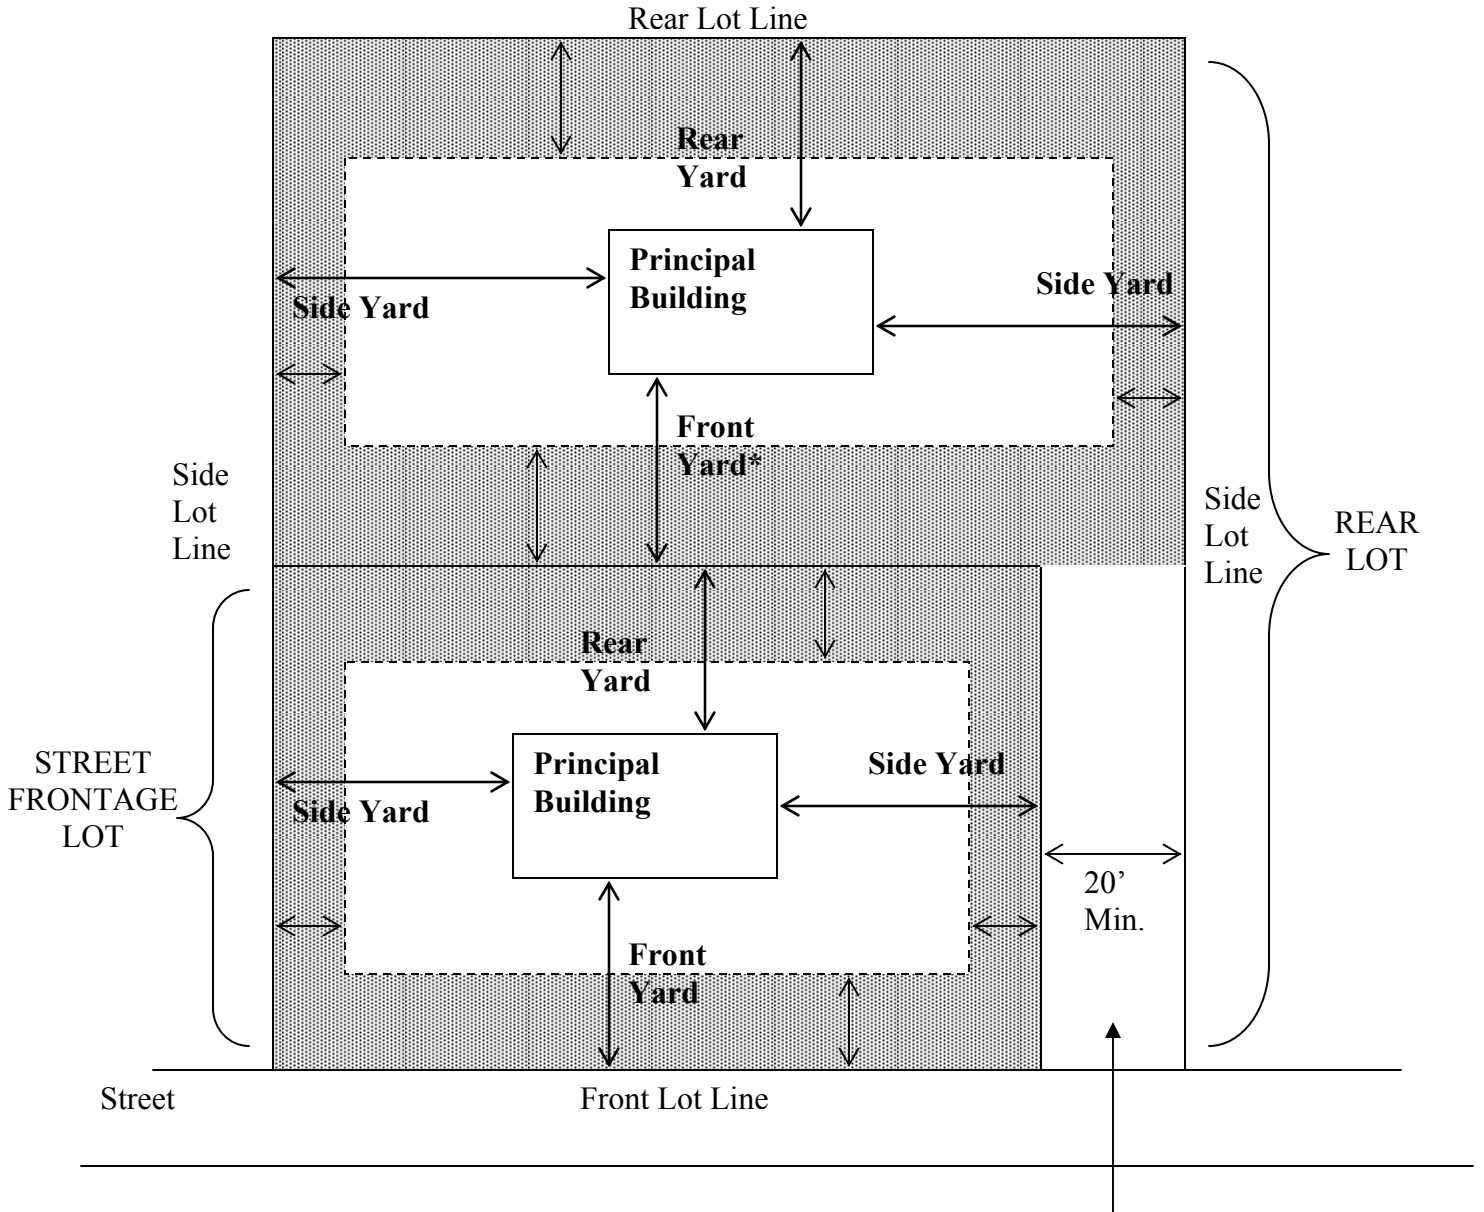 Rear Lot Line
Rear
Yard
Principal
Building
Side Yard
Side Yard
Front
Yard*
Side
Lot
Line
Side
Lot
Line
REAR
LOT
Rear
Yard
STREET
FRONTAGE
LOT
Principal
Building
Side Yard
Side Yard
20’
Min.
Front
Yard
Street
Front Lot Line